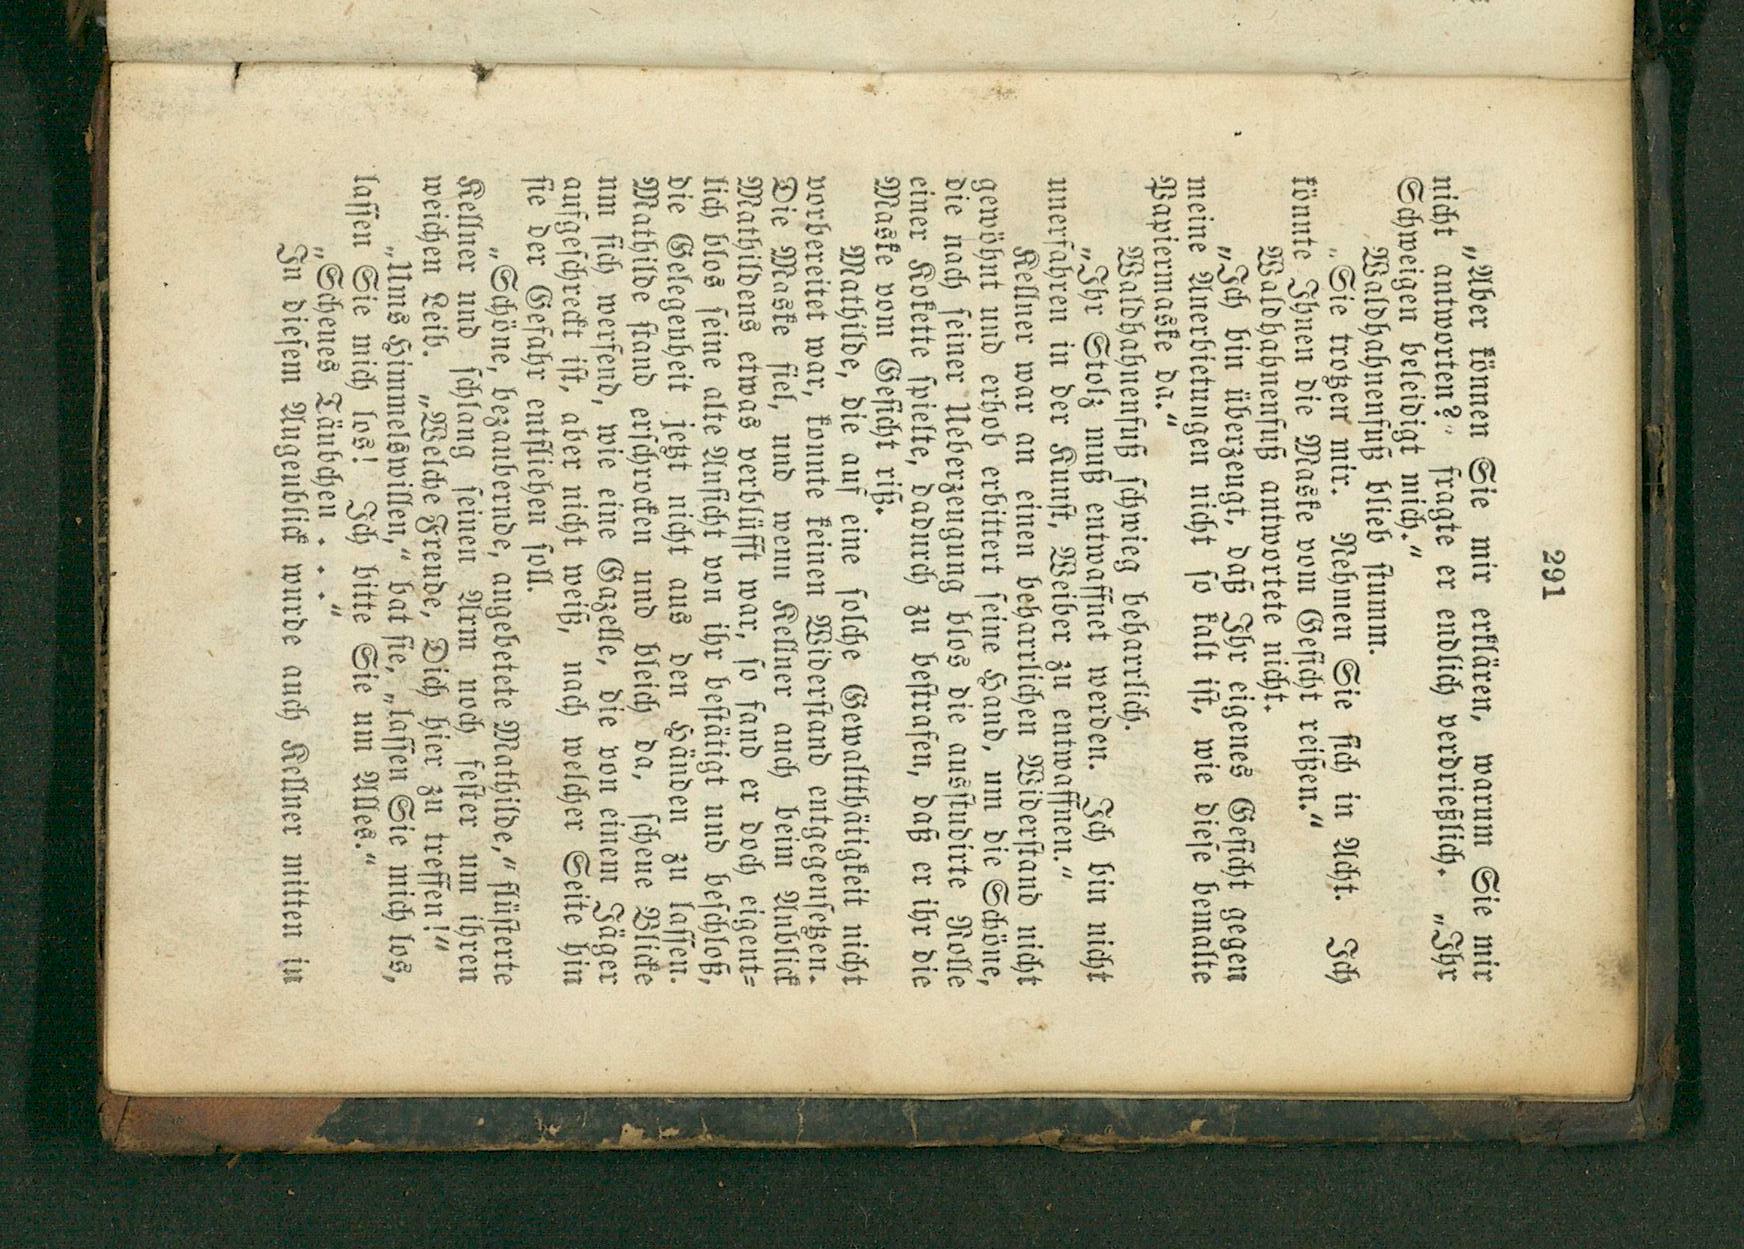 291
„Aber können Sie mir erklären, warum Sie mir
nicht antworten?“ fragte er endlich verdrießlich. „Ihr
Schweigen beleidigt mich.“
Waldhahnenfuß blieb stumm.
„Sie trotzen mir. Nehmen Sie sich in Acht. Ich
könnte Ihnen die Maske vom Gesicht reißen.“
Waldhahnenfuß antwortete nicht.
„Ich bin überzeugt, daß Ihr eigenes Gesicht gegen
meine Anerbietungen nicht so kalt ist, wie diese bemalte
Papiermaske da.“
Waldhahnenfuß schwieg beharrlich.
„Ihr Stolz muß entwaffnet werden. Ich bin nicht
unerfahren in der Kunst, Weiber zu entwaffnen.“
Kellner war an einen beharrlichen Widerstand nicht
gewöhnt und erhob erbittert seine Hand, um die Schöne,
die nach seiner Ueberzeugung blos die ausstudirte Rolle
einer Kokette spielte, dadurch zu bestrafen, daß er ihr die
Maske vom Gesicht riß.
Mathilde, die auf eine solche Gewaltthätigkeit nicht
vorbereitet war, konnte keinen Widerstand entgegensetzen.
Die Maske fiel, und wenn Kellner auch beim Anblick
Mathildens etwas verblüfft war, so fand er doch eigent-
lich blos seine alte Ansicht von ihr bestätigt und beschloß,
die Gelegenheit jetzt nicht aus den Händen zu lassen.
Mathilde stand erschrocken und bleich da, scheue Blicke
um sich werfend, wie eine Gazelle, die von einem Jäger
aufgeschreckt ist, aber nicht weiß, nach welcher Seite hin
sie der Gefahr entfliehen soll.
„Schöne, bezaubernde, angebetete Mathilde,“ flüsterte
Kellner und schlang seinen Arm noch fester um ihren
weichen Leib. „Welche Freude, Dich hier zu treffen!“
„Ums Himmelswillen,“ bat sie, „lassen Sie mich los,
lassen Sie mich los! Ich bitte Sie um Alles.“
„Scheues Täubchen . . .“
In diesem Augenblick wurde auch Kellner mitten in